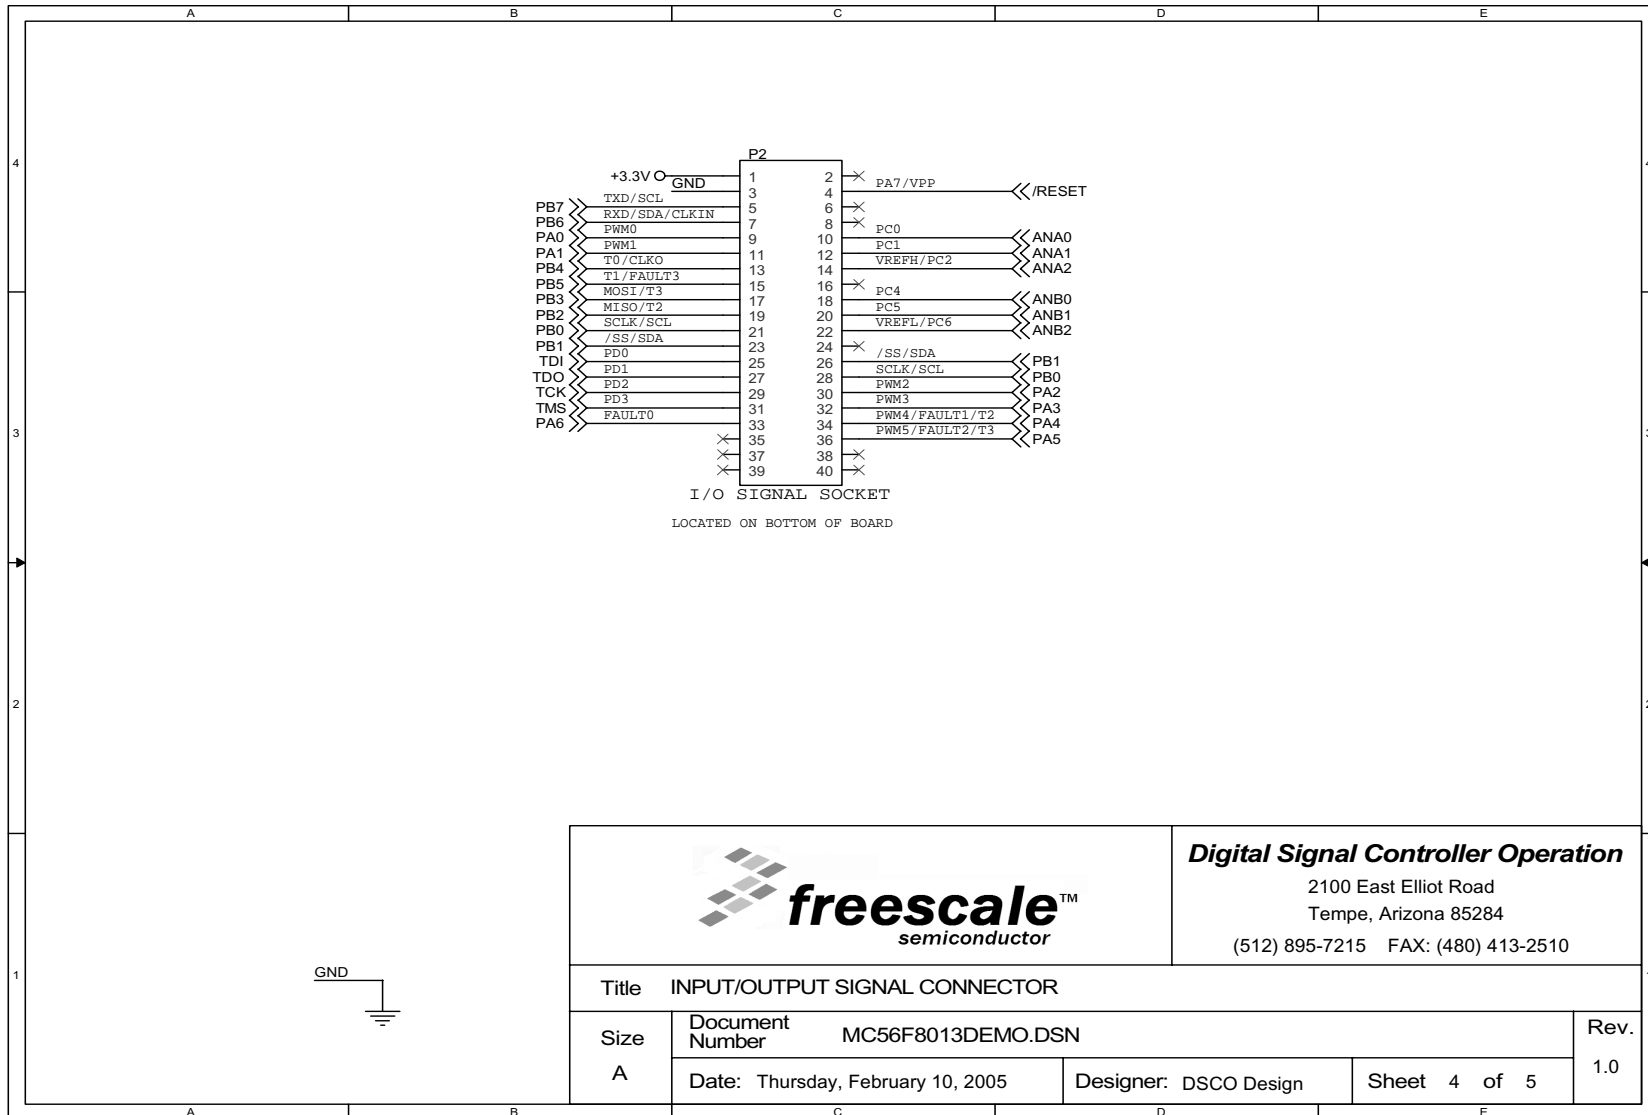 A B C D E
4 4
P2
+3.3V 1 2
GND 3 4 PA7/VPP /RESET
PB7 TXD/SCL 5 6
PB6 RXD/SDA/CLKIN 7 8
PA0 PWM0 9 10 PC0 ANA0
PA1 PWM1 11 12 PC1 ANA1
PB4 T0/CLKO 13 14 VREFH/PC2 ANA2
PB5 T1/FAULT3 15 16
PB3 MOSI/T3 17 18 PC4 ANB0
PB2 MISO/T2 19 20 PC5 ANB1
PB0 SCLK/SCL 21 22 VREFL/PC6 ANB2
PB1 /SS/SDA 23 24
TDI PD0 25 26 /SS/SDA PB1
TDO PD1 27 28 SCLK/SCL PB0
TCK PD2 29 30 PWM2 PA2
TMS PD3 31 32 PWM3 PA3
PA6 FAULT0 33 34 PWM4/FAULT1/T2 PA4
35 36 PWM5/FAULT2/T3 PA5
37 38
39 40
3 3
I/O SIGNAL SOCKET
LOCATED ON BOTTOM OF BOARD
2 2
freescale™
semiconductor
Digital Signal Controller Operation
2100 East Elliot Road
Tempe, Arizona 85284
(512) 895-7215 FAX: (480) 413-2510
1
GND
Title INPUT/OUTPUT SIGNAL CONNECTOR
Size A
Document Number MC56F8013DEMO.DSN
Rev. 1.0
Date: Thursday, February 10, 2005
Designer: DSCO Design
Sheet 4 of 5
A B C D E